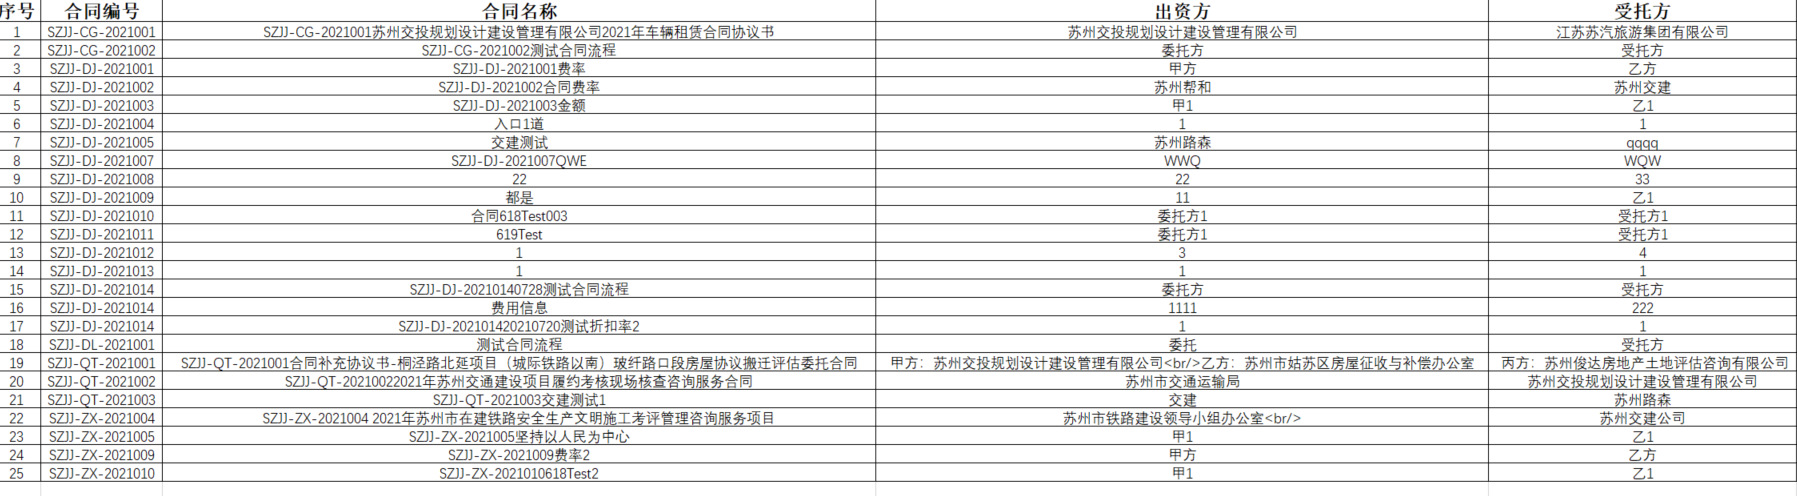 序号 合同编号 合同名称 出资方 受托方
1 SZJJ-CG-2021001 SZJJ-CG-2021001苏州交投规划设计建设管理有限公司2021年车辆租赁合同协议书 苏州交投规划设计建设管理有限公司 江苏苏汽旅游集团有限公司
2 SZJJ-CG-2021002 SZJJ-CG-2021002测试合同流程 委托方 受托方
3 SZJJ-DJ-2021001 SZJJ-DJ-2021001费率 甲方 乙方
4 SZJJ-DJ-2021002 SZJJ-DJ-2021002合同费率 苏州帮和 苏州交建
5 SZJJ-DJ-2021003 SZJJ-DJ-2021003金额 甲1 乙1
6 SZJJ-DJ-2021004 入口1道 1 1
7 SZJJ-DJ-2021005 交建测试 苏州路森 qqqq
8 SZJJ-DJ-2021007 SZJJ-DJ-2021007QWE WWQ WQW
9 SZJJ-DJ-2021008 22 22 33
10 SZJJ-DJ-2021009 都是 11 乙1
11 SZJJ-DJ-2021010 合同618Test003 委托方1 受托方1
12 SZJJ-DJ-2021011 619Test 委托方1 受托方1
13 SZJJ-DJ-2021012 1 3 4
14 SZJJ-DJ-2021013 1 1 1
15 SZJJ-DJ-2021014 SZJJ-DJ-20210140728测试合同流程 委托方 受托方
16 SZJJ-DJ-2021014 费用信息 1111 222
17 SZJJ-DJ-2021014 SZJJ-DJ-202101420210720测试折扣率2 1 1
18 SZJJ-DL-2021001 测试合同流程 委托 受托方
19 SZJJ-QT-2021001 SZJJ-QT-2021001合同补充协议书-桐泾路北延项目（城际铁路以南）玻纤路口段房屋协议搬迁评估委托合同 甲方：苏州交投规划设计建设管理有限公司<br/>乙方：苏州市姑苏区房屋征收与补偿办公室 丙方：苏州俊达房地产土地评估咨询有限公司
20 SZJJ-QT-2021002 SZJJ-QT-20210022021年苏州交通建设项目履约考核现场核查咨询服务合同 苏州市交通运输局 苏州交投规划设计建设管理有限公司
21 SZJJ-QT-2021003 SZJJ-QT-2021003交建测试1 交建 苏州路森
22 SZJJ-ZX-2021004 SZJJ-ZX-2021004 2021年苏州市在建铁路安全生产文明施工考评管理咨询服务项目 苏州市铁路建设领导小组办公室<br/> 苏州交建公司
23 SZJJ-ZX-2021005 SZJJ-ZX-2021005坚持以人民为中心 甲1 乙1
24 SZJJ-ZX-2021009 SZJJ-ZX-2021009费率2 甲方 乙方
25 SZJJ-ZX-2021010 SZJJ-ZX-2021010618Test2 甲1 乙1